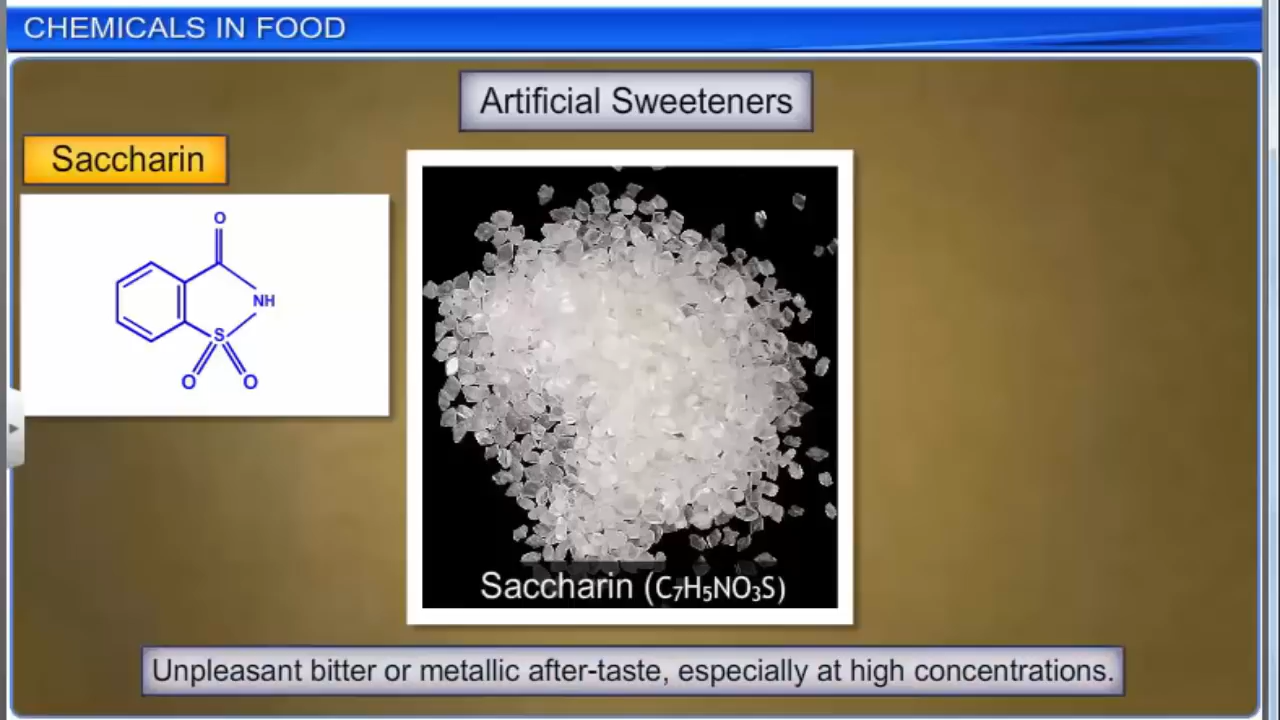 CHEMICALS IN FOOD
Artificial Sweeteners
Saccharin
O
NH
S
O O
Saccharin (C₇H₅NO₃S)
Unpleasant bitter or metallic after-taste, especially at high concentrations.